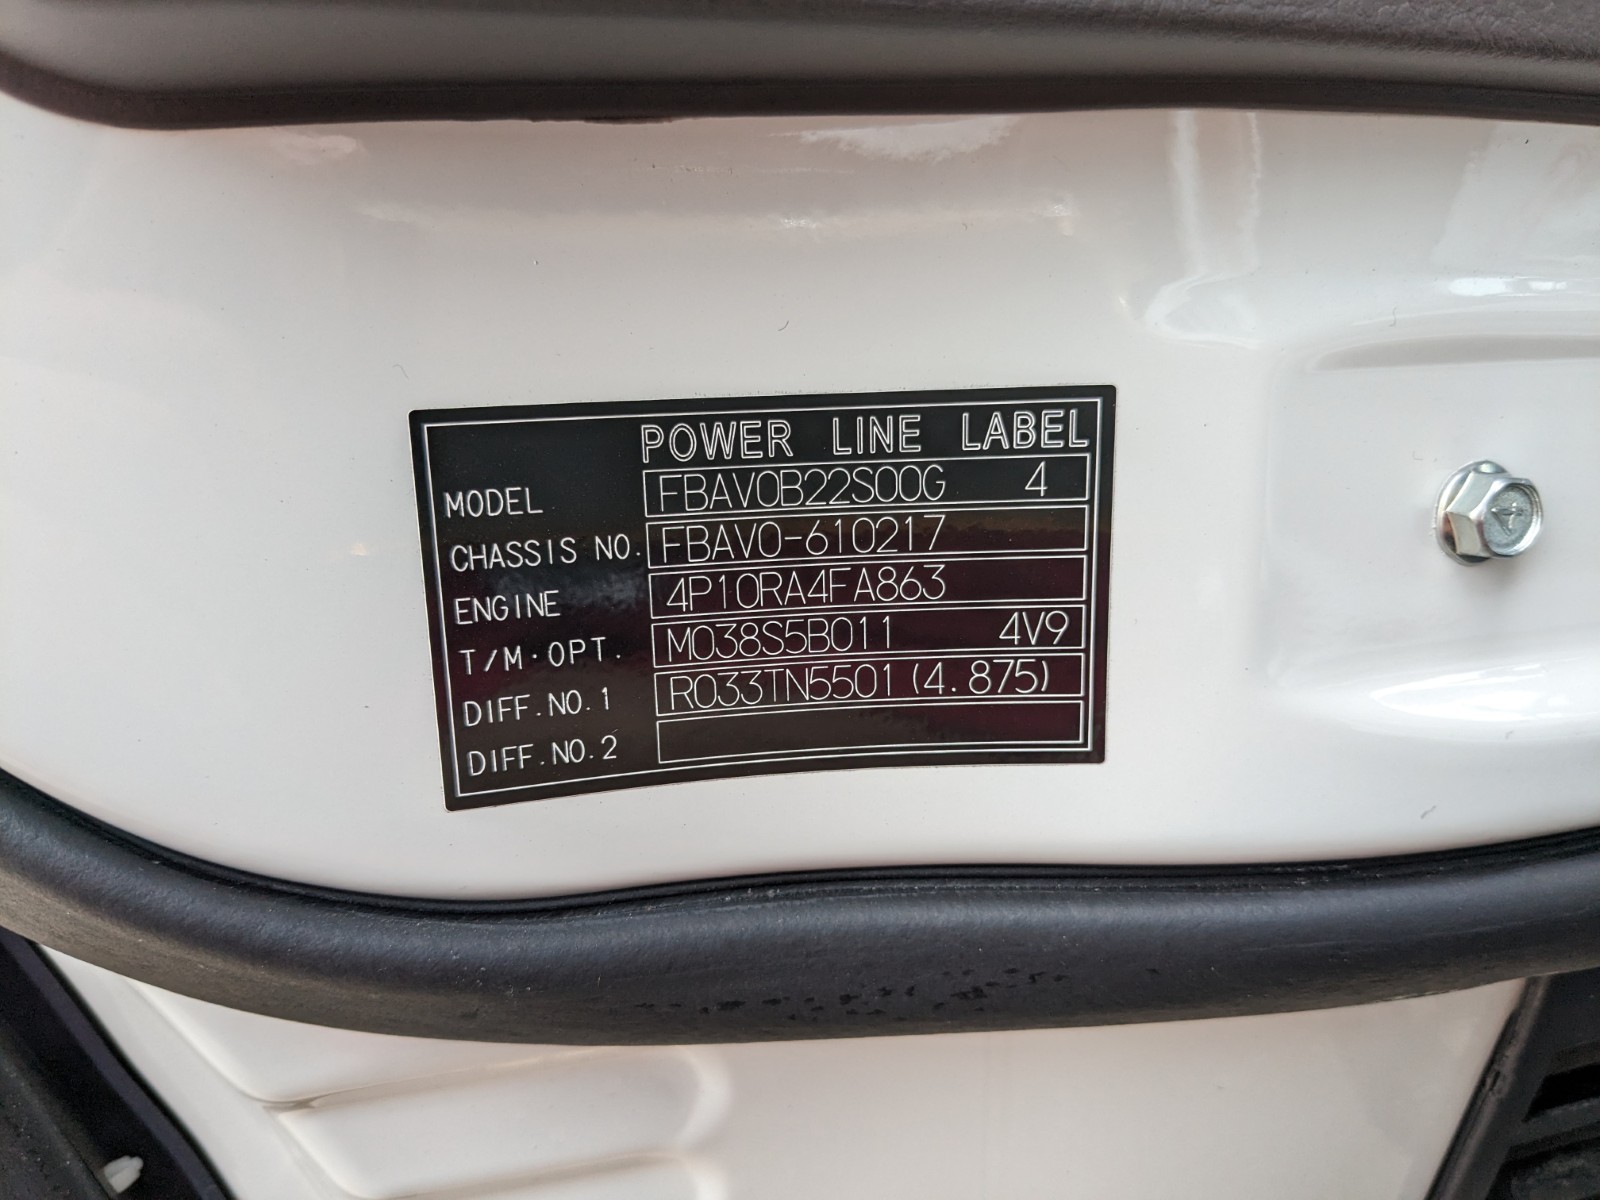 POWER LINE LABEL
MODEL FBAV0B22S00G 4
CHASSIS NO. FBAV0-610217
ENGINE 4P10RA4FA863
T/M·OPT. M038S5B011 4V9
DIFF.NO.1 R033TN5501(4.875)
DIFF.NO.2